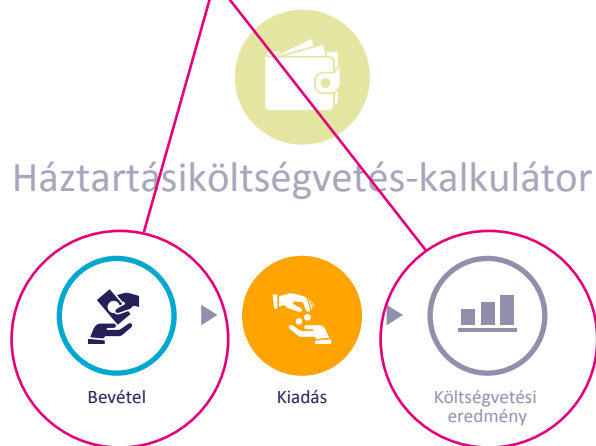 Háztartásiköltségvetés-kalkulátor
Bevétel
Kiadás
Költségvetési
eredmény